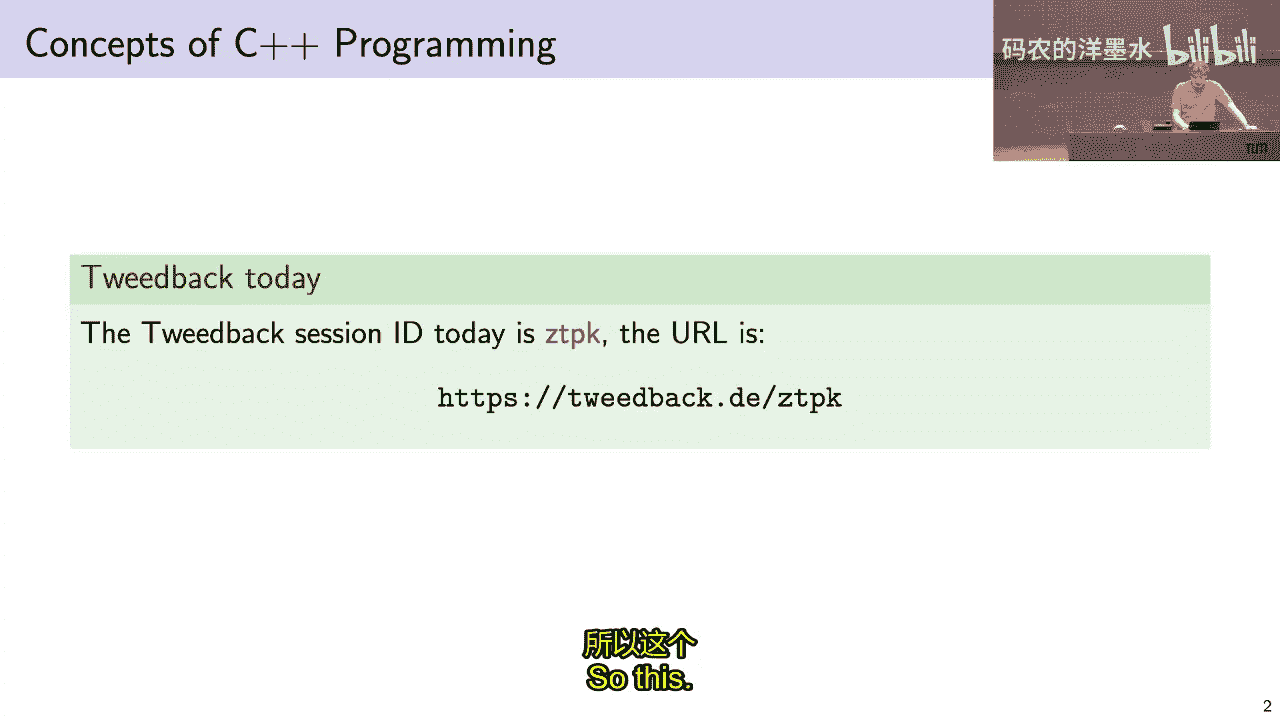 Concepts of C++ Programming
码农的洋墨水 bilibili
TUM
Tweedback today
The Tweedback session ID today is ztpk, the URL is:
https://tweedback.de/ztpk
所以这个
So this.
2